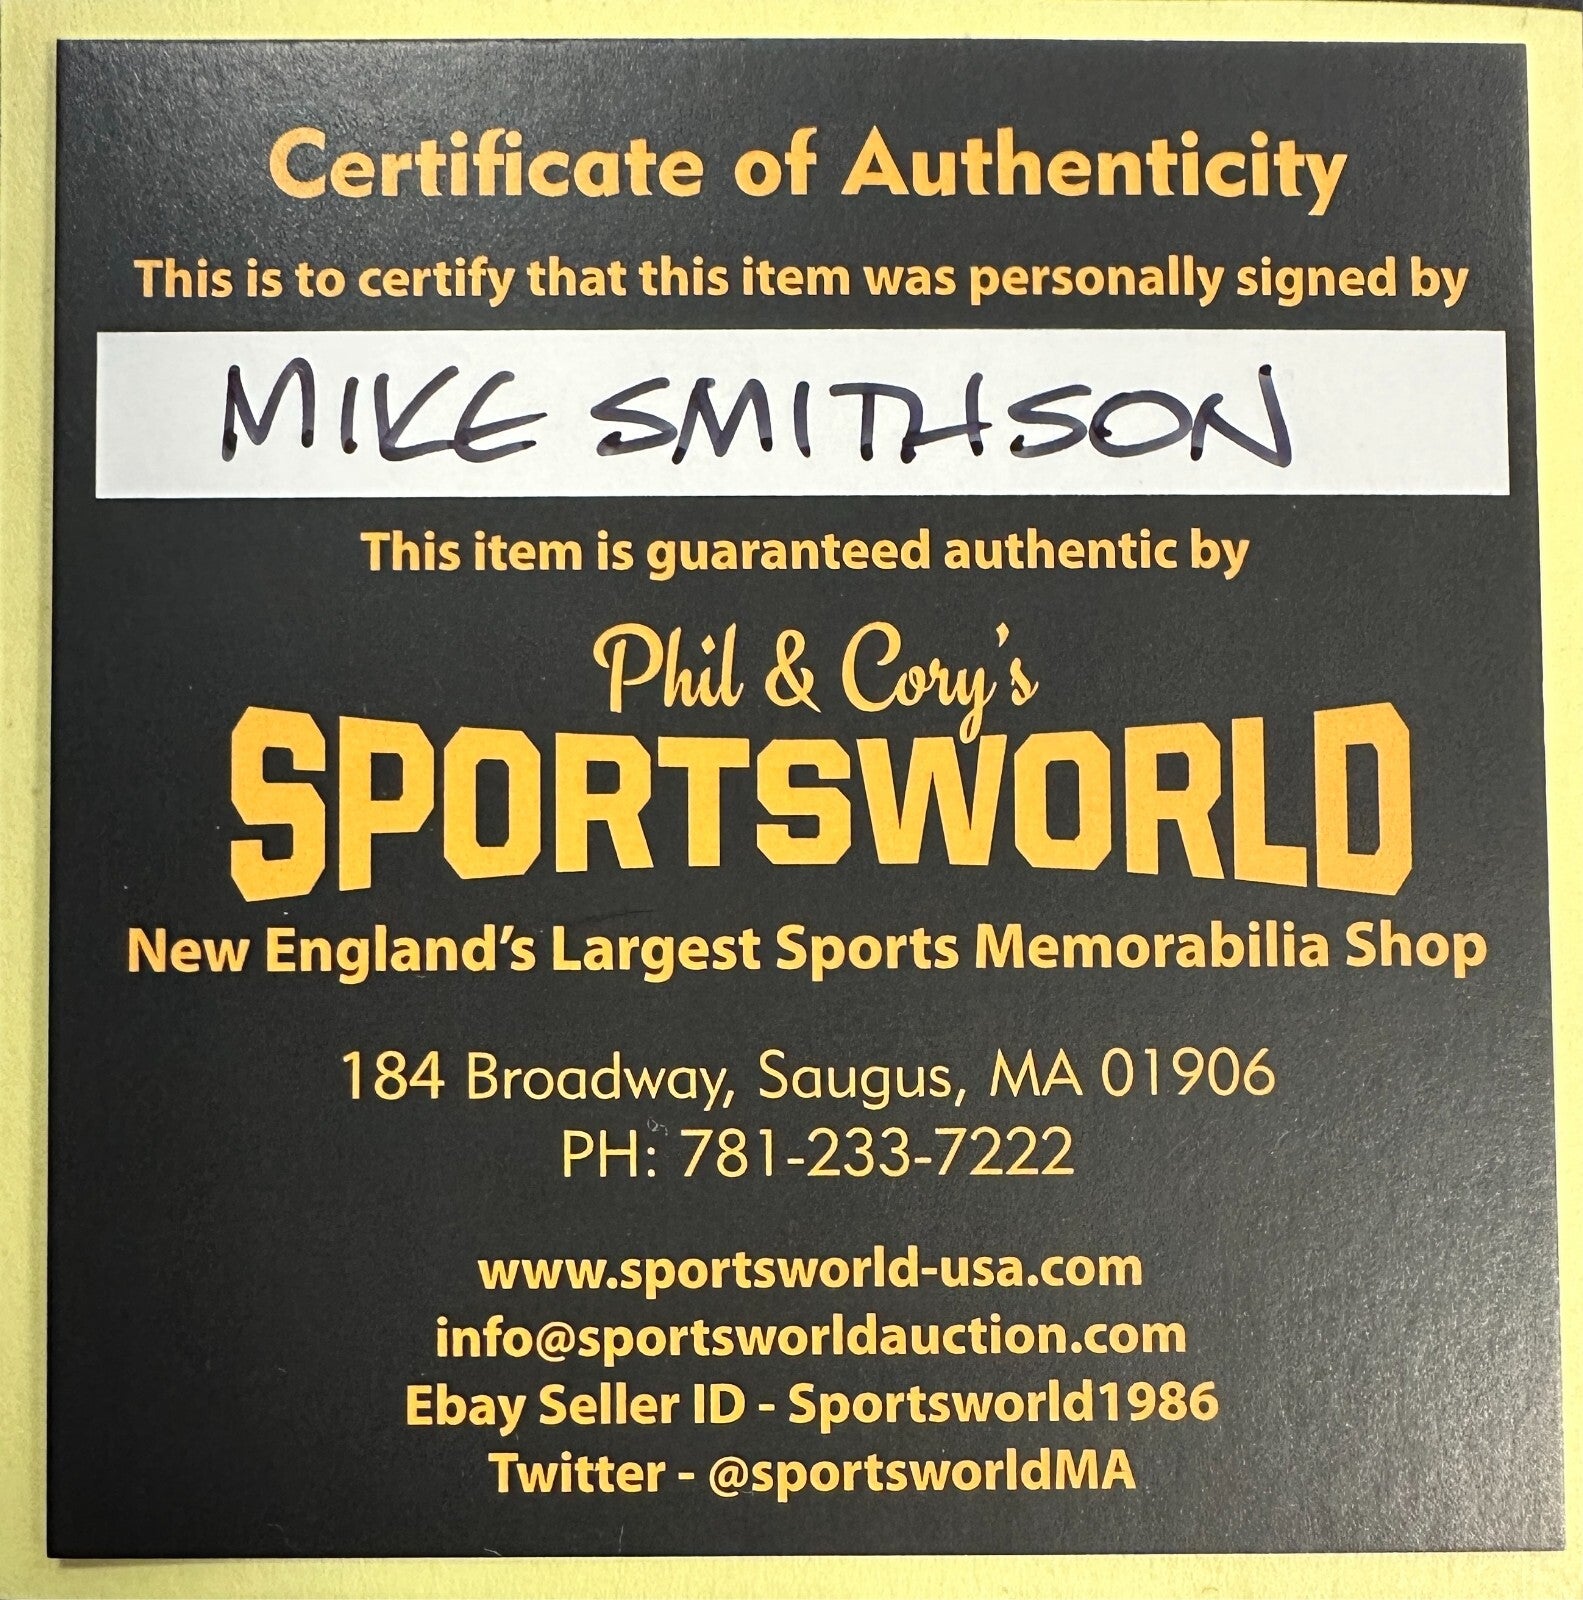 Certificate of Authenticity
This is to certify that this item was personally signed by
MIKE SMITHSON
This item is guaranteed authentic by
Phil & Cory's
SPORTSWORLD
New England's Largest Sports Memorabilia Shop
184 Broadway, Saugus, MA 01906
PH: 781-233-7222
www.sportsworld-usa.com
info@sportsworldauction.com
Ebay Seller ID - Sportsworld1986
Twitter - @sportsworldMA